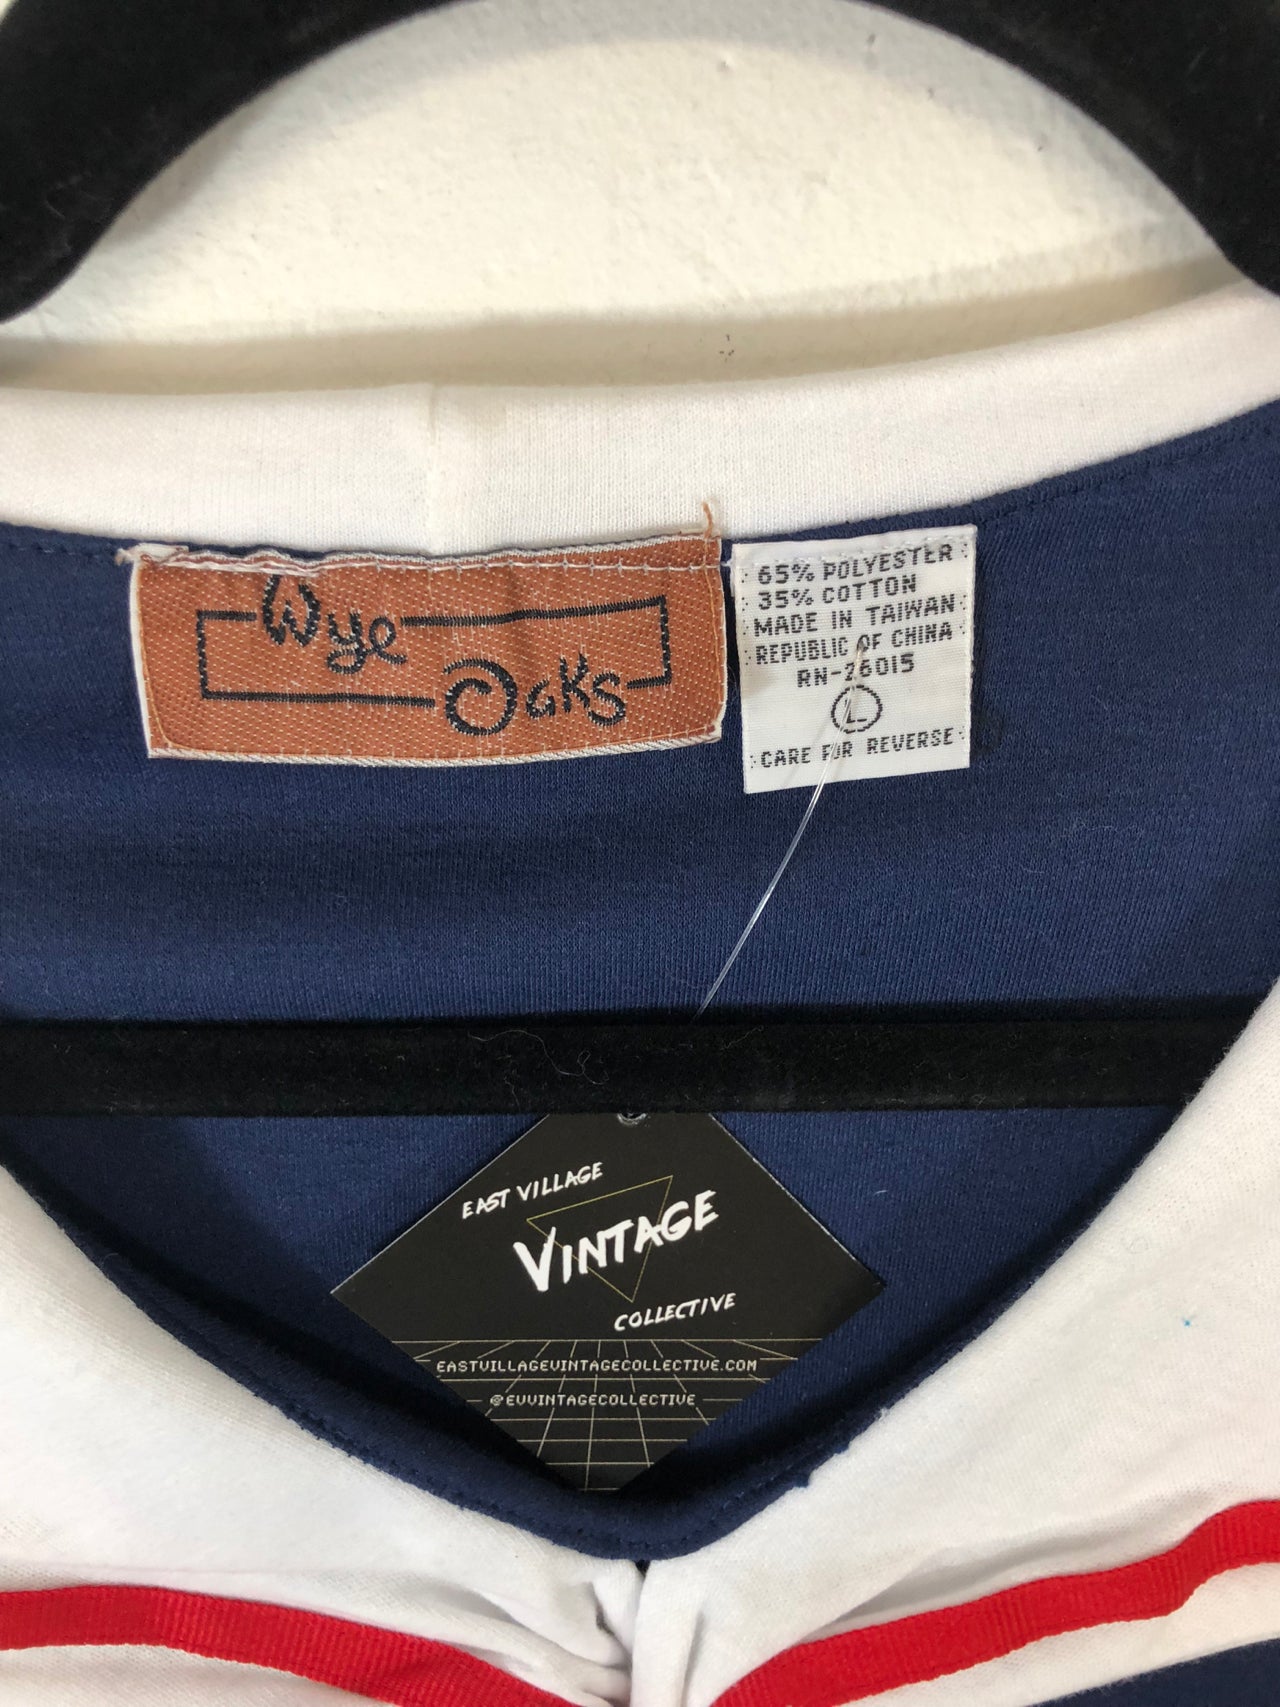 Wye
Oaks
65% POLYESTER
35% COTTON
MADE IN TAIWAN
REPUBLIC OF CHINA
RN-26015
L
CARE FOR REVERSE
EAST VILLAGE
VINTAGE
COLLECTIVE
EASTVILLAGEVINTAGECOLLECTIVE.COM
@EVVINTAGECOLLECTIVE